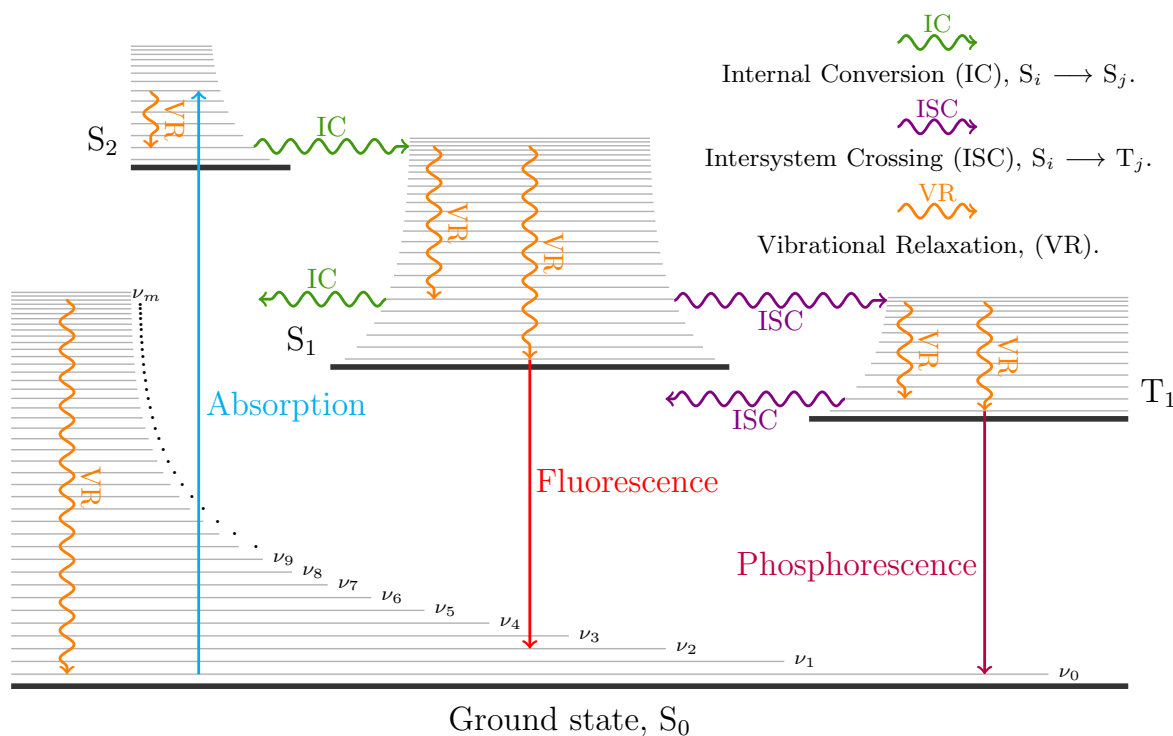 IC
Internal Conversion (IC), Sᵢ ⟶ Sⱼ.
ISC
Intersystem Crossing (ISC), Sᵢ ⟶ Tⱼ.
VR
Vibrational Relaxation, (VR).
S₂
VR
IC
VR
VR
IC
S₁
ISC
νₘ
VR
VR
ISC
T₁
Absorption
VR
Fluorescence
Phosphorescence
ν₉
ν₈
ν₇
ν₆
ν₅
ν₄
ν₃
ν₂
ν₁
ν₀
Ground state, S₀